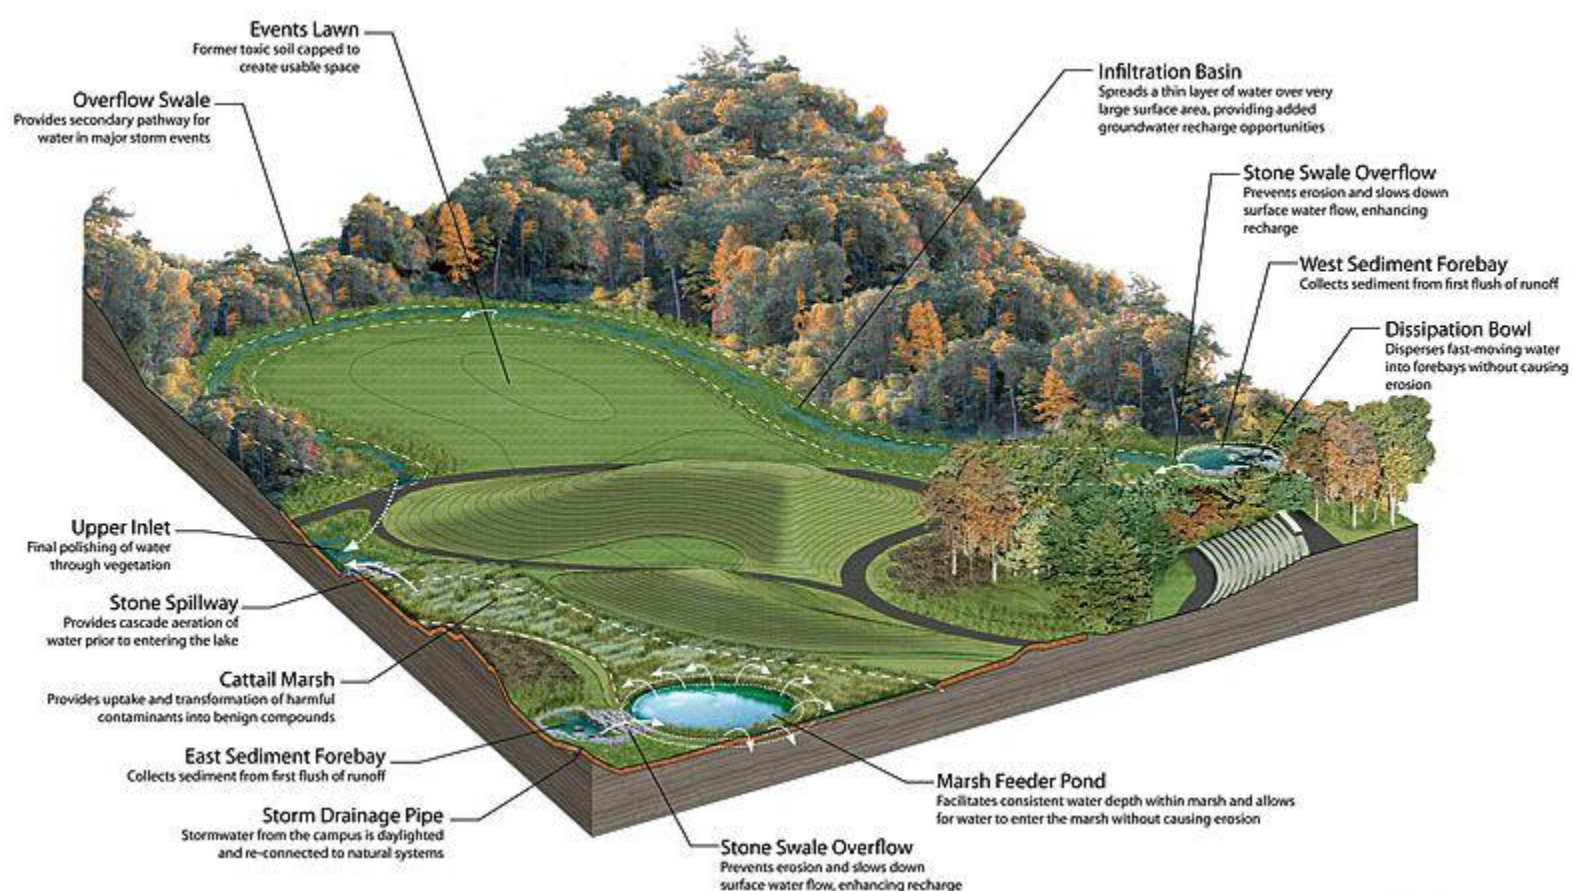 Events Lawn
Former toxic soil capped to
create usable space
Overflow Swale
Provides secondary pathway for
water in major storm events
Infiltration Basin
Spreads a thin layer of water over very
large surface area, providing added
groundwater recharge opportunities
Stone Swale Overflow
Prevents erosion and slows down
surface water flow, enhancing
recharge
West Sediment Forebay
Collects sediment from first flush of runoff
Dissipation Bowl
Disperses fast-moving water
into forebays without causing
erosion
Upper Inlet
Final polishing of water
through vegetation
Stone Spillway
Provides cascade aeration of
water prior to entering the lake
Cattail Marsh
Provides uptake and transformation of harmful
contaminants into benign compounds
East Sediment Forebay
Collects sediment from first flush of runoff
Storm Drainage Pipe
Stormwater from the campus is daylighted
and re-connected to natural systems
Marsh Feeder Pond
Facilitates consistent water depth within marsh and allows
for water to enter the marsh without causing erosion
Stone Swale Overflow
Prevents erosion and slows down
surface water flow, enhancing recharge